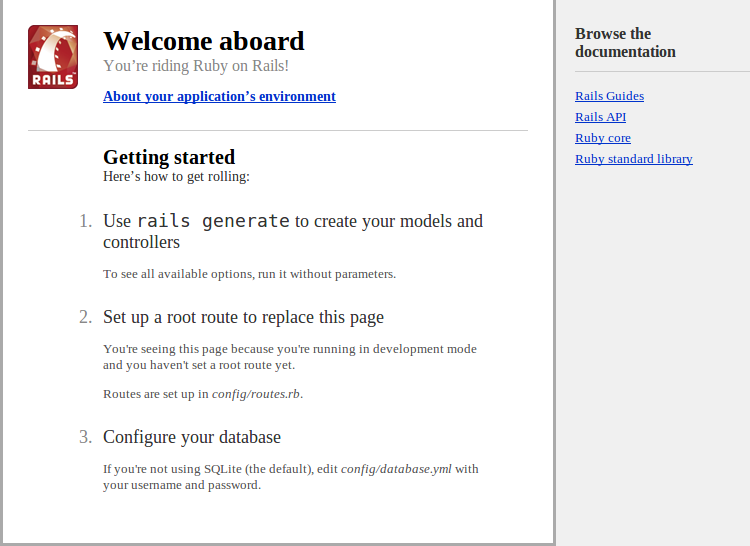 RAILS
Welcome aboard
You’re riding Ruby on Rails!
About your application’s environment
Getting started
Here’s how to get rolling:
1. Use rails generate to create your models and
controllers
To see all available options, run it without parameters.
2. Set up a root route to replace this page
You're seeing this page because you're running in development mode
and you haven't set a root route yet.
Routes are set up in config/routes.rb.
3. Configure your database
If you're not using SQLite (the default), edit config/database.yml with
your username and password.
Browse the
documentation
Rails Guides
Rails API
Ruby core
Ruby standard library